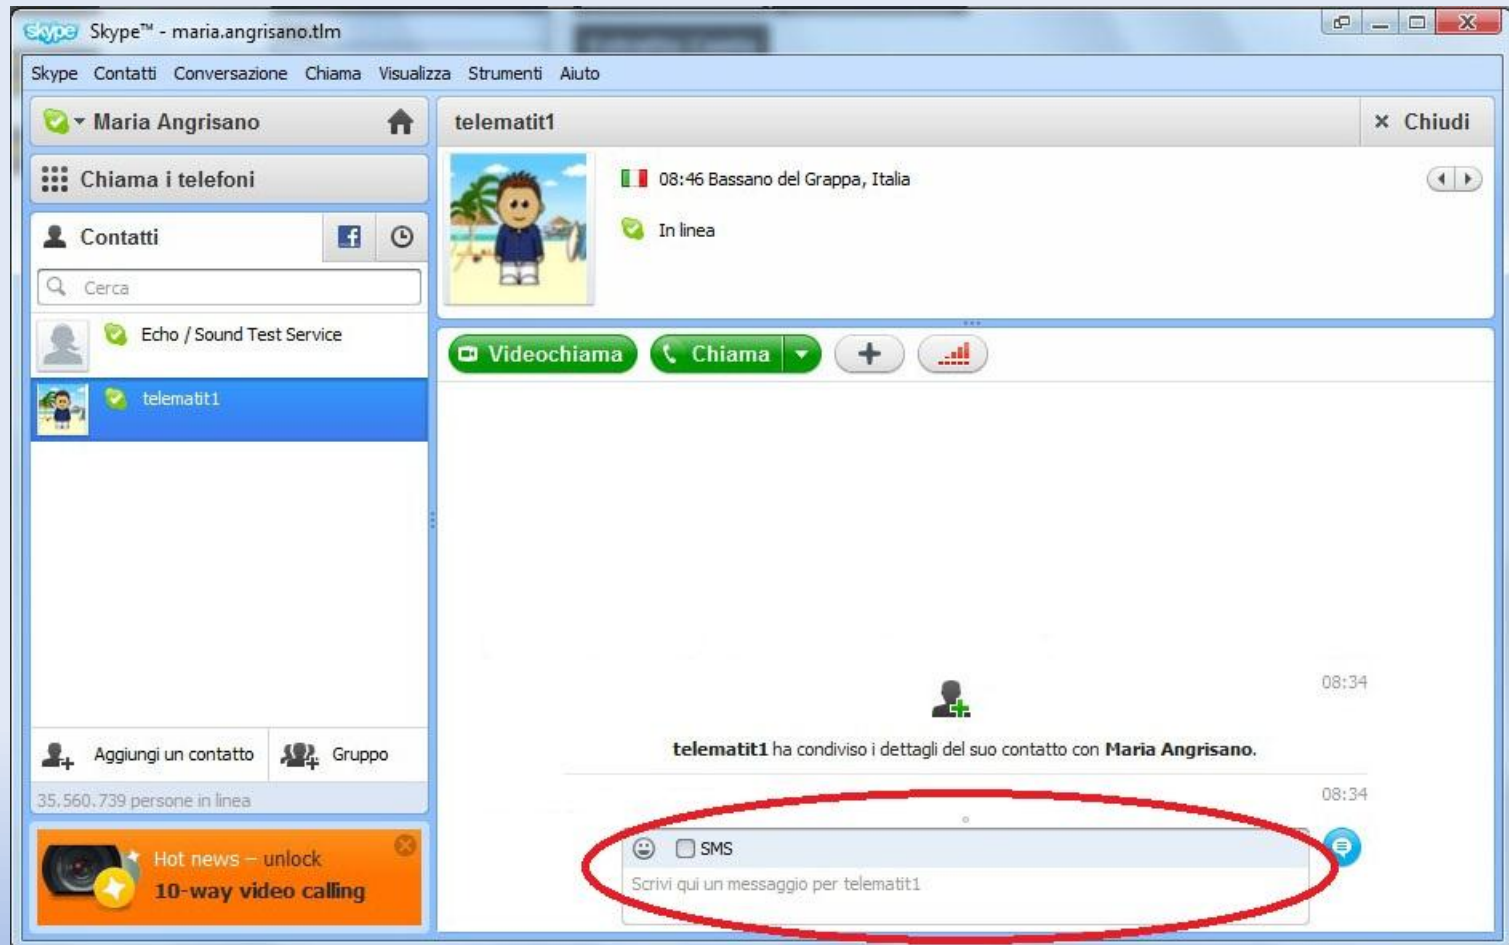 skype Skype™ - maria.angrisano.tlm
Skype Contatti Conversazione Chiama Visualizza Strumenti Aiuto
Maria Angrisano
Chiama i telefoni
Contatti
Cerca
Echo / Sound Test Service
telematit1
Aggiungi un contatto Gruppo
35.560.739 persone in linea
Hot news – unlock
10-way video calling
telematit1
Chiudi
08:46 Bassano del Grappa, Italia
In linea
Videochiama Chiama
08:34
telematit1 ha condiviso i dettagli del suo contatto con Maria Angrisano.
08:34
SMS
Scrivi qui un messaggio per telematit1